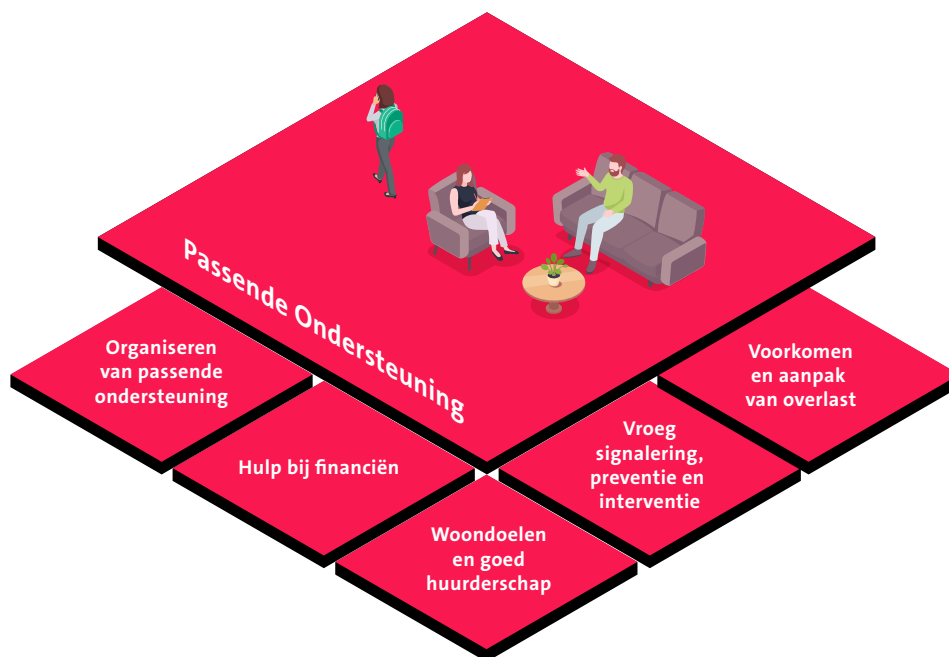 Passende Ondersteuning
Organiseren
van passende
ondersteuning
Hulp bij financiën
Woondoelen
en goed
huurderschap
Vroeg
signalering,
preventie en
interventie
Voorkomen
en aanpak
van overlast